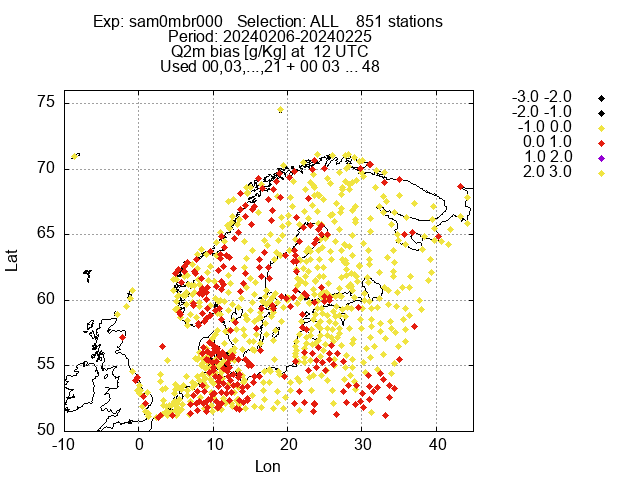 Exp: sam0mbr000   Selection: ALL    851 stations
Period: 20240206-20240225
Q2m bias [g/Kg] at  12 UTC
Used 00,03,...,21 + 00 03 ... 48
-3.0 -2.0
-2.0 -1.0
-1.0 0.0
0.0 1.0
1.0 2.0
2.0 3.0
75
70
65
60
55
50
Lat
-10 0 10 20 30 40
Lon